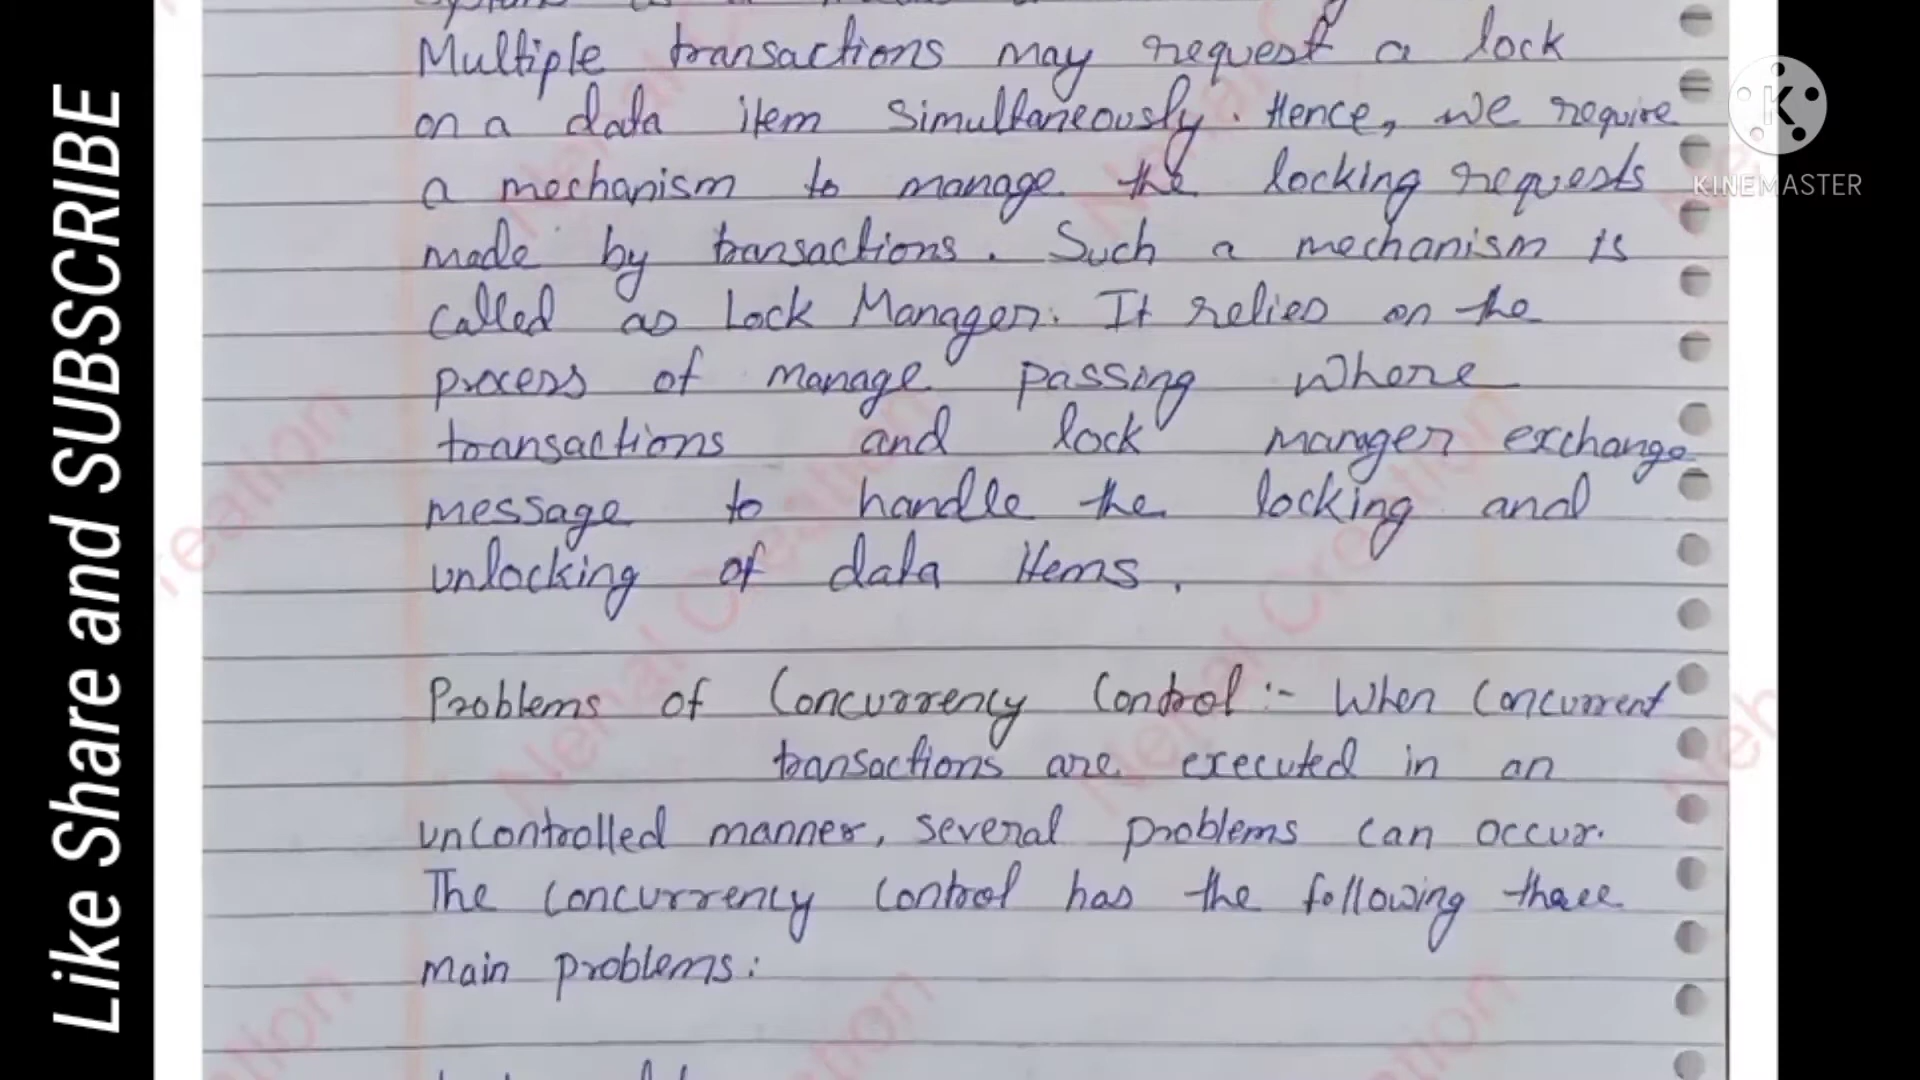 Multiple transactions may request a lock
on a data item simultaneously. Hence, we require
a mechanism to manage the locking requests
made by transactions. Such a mechanism is
called as Lock Manager. It relies on the
process of manage passing where
transactions and lock manager exchange
message to handle the locking and
unlocking of data items.
Problems of Concurrency Control :- When Concurrent
transactions are executed in an
uncontrolled manner, several problems can occur.
The concurrency control has the following three
main problems:
Like Share and SUBSCRIBE
K
KINEMASTER
Nehal Creation